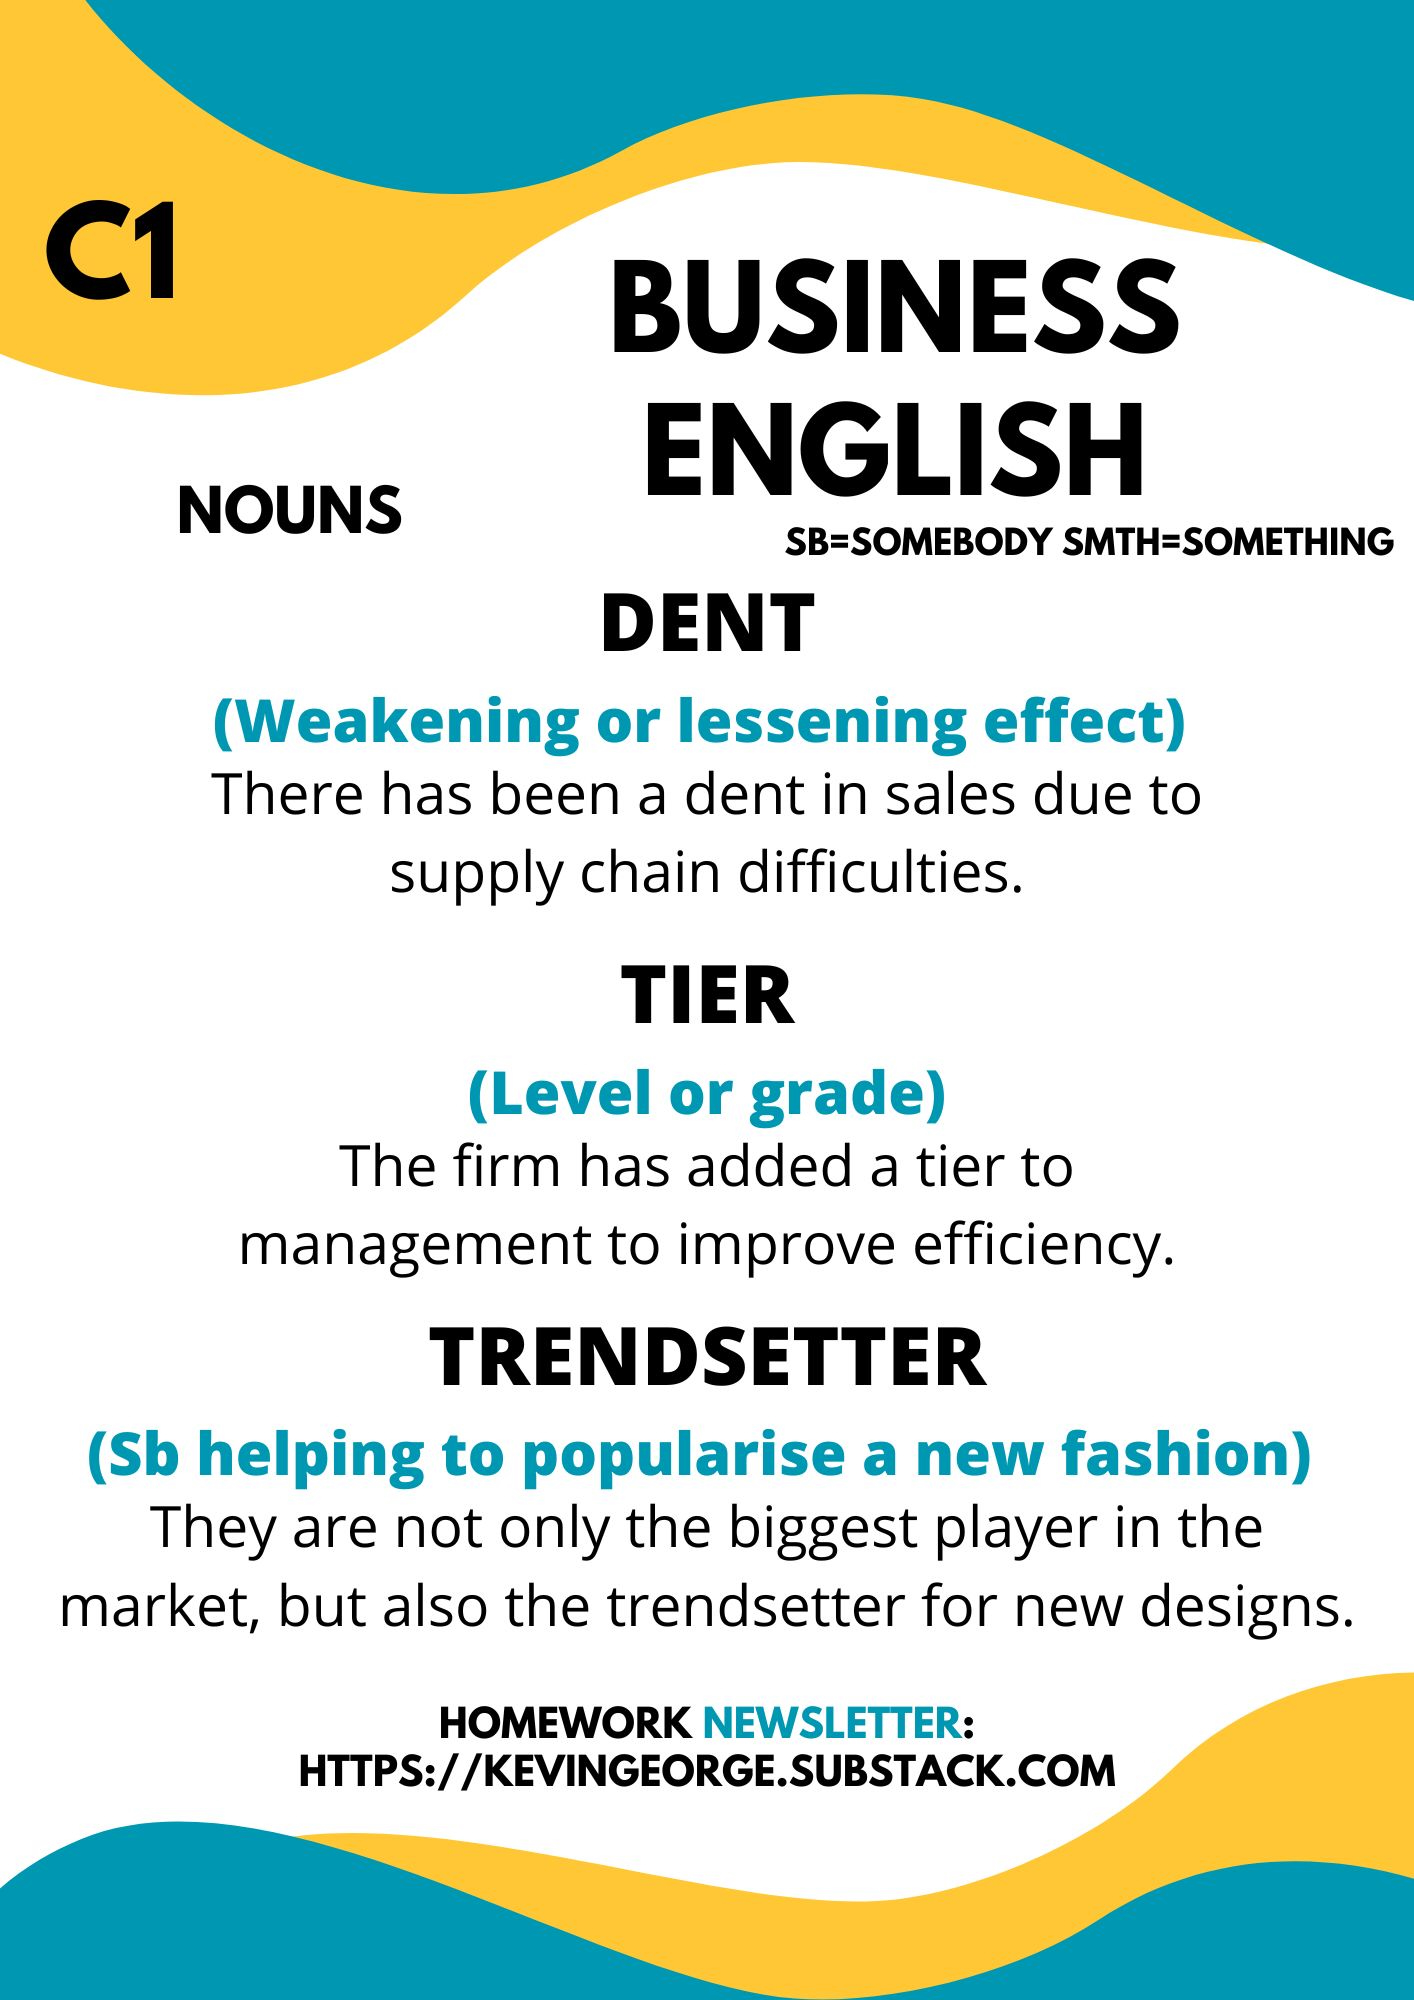 C1
BUSINESS
ENGLISH
NOUNS
SB=SOMEBODY SMTH=SOMETHING
DENT
(Weakening or lessening effect)
There has been a dent in sales due to
supply chain difficulties.
TIER
(Level or grade)
The firm has added a tier to
management to improve efficiency.
TRENDSETTER
(Sb helping to popularise a new fashion)
They are not only the biggest player in the
market, but also the trendsetter for new designs.
HOMEWORK NEWSLETTER:
HTTPS://KEVINGEORGE.SUBSTACK.COM